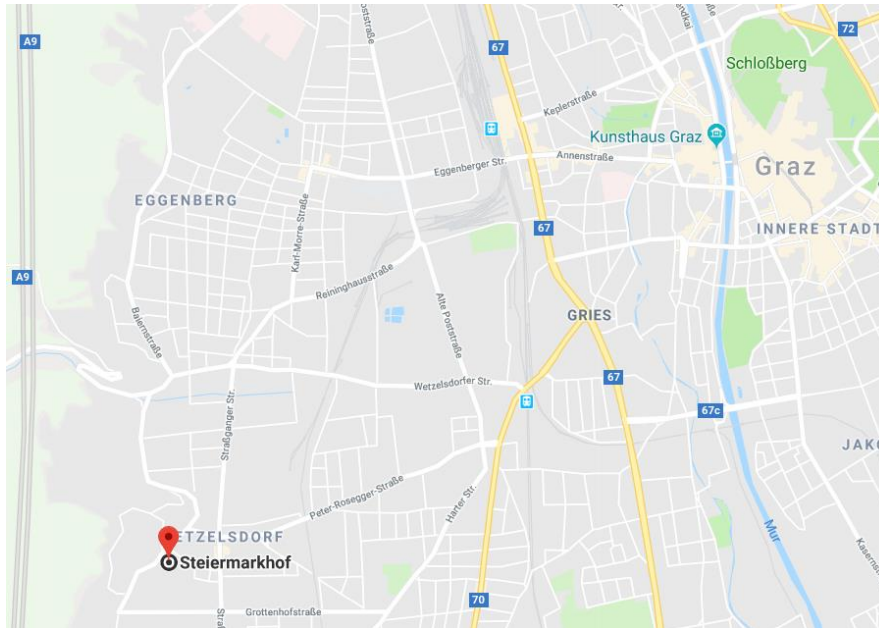 A9
72
67
Schloßberg
Keplerstraße
Kunsthaus Graz
Annenstraße
Eggenberger Str.
Graz
EGGENBERG
Karl-Morre-Straße
67
INNERE STADT
A9
Reininghausstraße
Alte Poststraße
Baiernstraße
GRIES
67
Wetzelsdorfer Str.
67c
Straßganger Str.
JAKO
Peter-Rosegger-Straße
Harter Str.
ETZELSDORF
Mur
Steiermarkhof
70
Grottenhofstraße